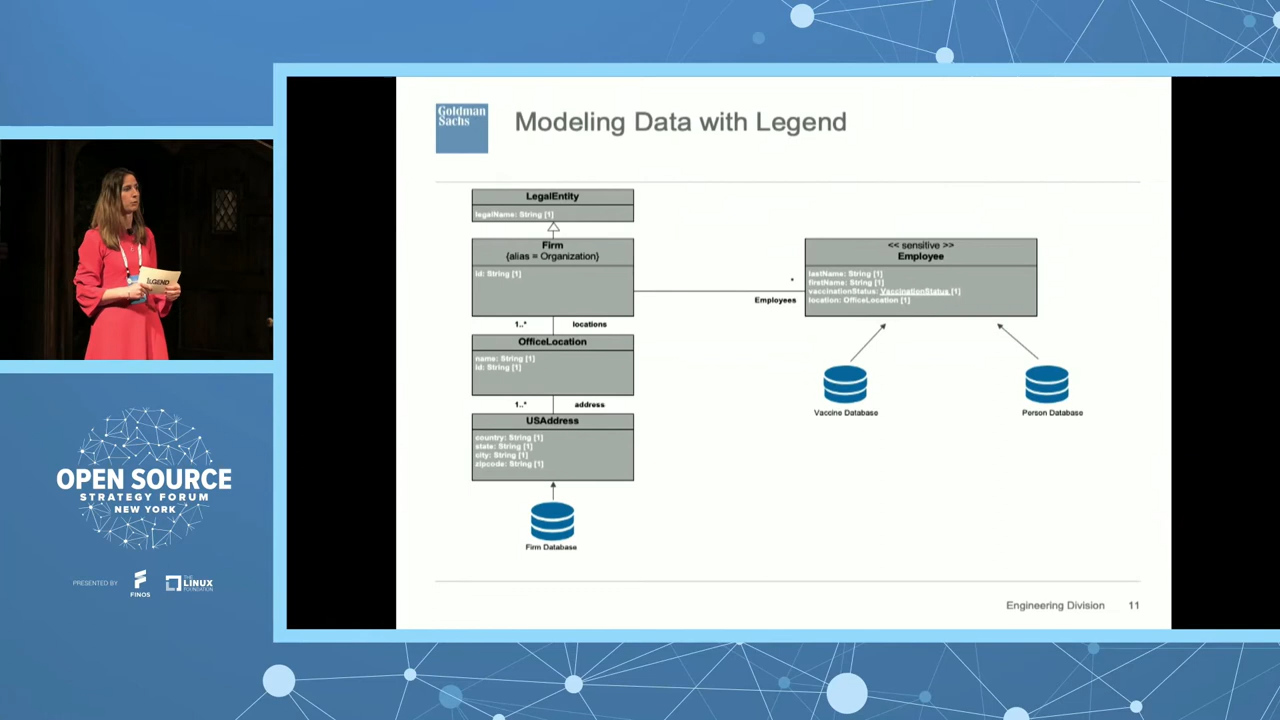 Goldman
Sachs
Modeling Data with Legend
LegalEntity
legalName: String [1]
Firm
{alias = Organization}
id: String [1]
1..* locations
OfficeLocation
name: String [1]
id: String [1]
1..* address
USAddress
country: String [1]
state: String [1]
city: String [1]
zipcode: String [1]
Firm Database
*
Employees
<< sensitive >>
Employee
lastName: String [1]
firstName: String [1]
vaccinationStatus: VaccinationStatus [1]
location: OfficeLocation [1]
Vaccine Database
Person Database
Engineering Division 11
LEGEND
OPEN SOURCE
STRATEGY FORUM
NEW YORK
PRESENTED BY
FINOS
THE
LINUX
FOUNDATION